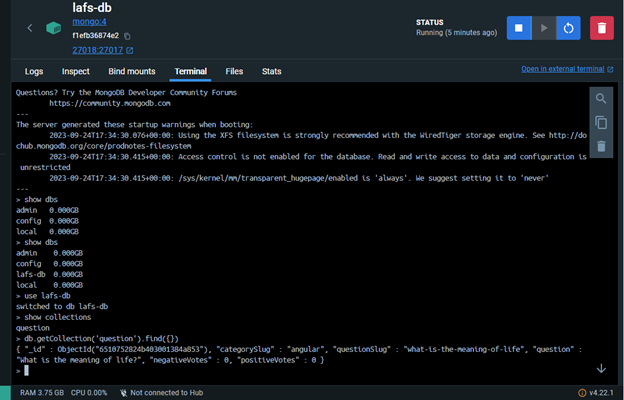 lafs-db
mongo:4
f1efb36874e2
27018:27017
STATUS
Running (5 minutes ago)
Logs Inspect Bind mounts Terminal Files Stats
Open in external terminal
Questions? Try the MongoDB Developer Community Forums
https://community.mongodb.com
---
The server generated these startup warnings when booting:
2023-09-24T17:34:30.076+00:00: Using the XFS filesystem is strongly recommended with the WiredTiger storage engine. See http://do
chub.mongodb.org/core/prodnotes-filesystem
2023-09-24T17:34:30.415+00:00: Access control is not enabled for the database. Read and write access to data and configuration is
unrestricted
2023-09-24T17:34:30.415+00:00: /sys/kernel/mm/transparent_hugepage/enabled is 'always'. We suggest setting it to 'never'
---
> show dbs
admin 0.000GB
config 0.000GB
local 0.000GB
> show dbs
admin 0.000GB
config 0.000GB
lafs-db 0.000GB
local 0.000GB
> use lafs-db
switched to db lafs-db
> show collections
question
> db.getCollection('question').find({})
{ "_id" : ObjectId("6510752824b403001384a853"), "categorySlug" : "angular", "questionSlug" : "what-is-the-meaning-of-life", "question" :
"What is the meaning of life?", "negativeVotes" : 0, "positiveVotes" : 0 }
>
RAM 3.75 GB CPU 0.00% Not connected to Hub v4.22.1